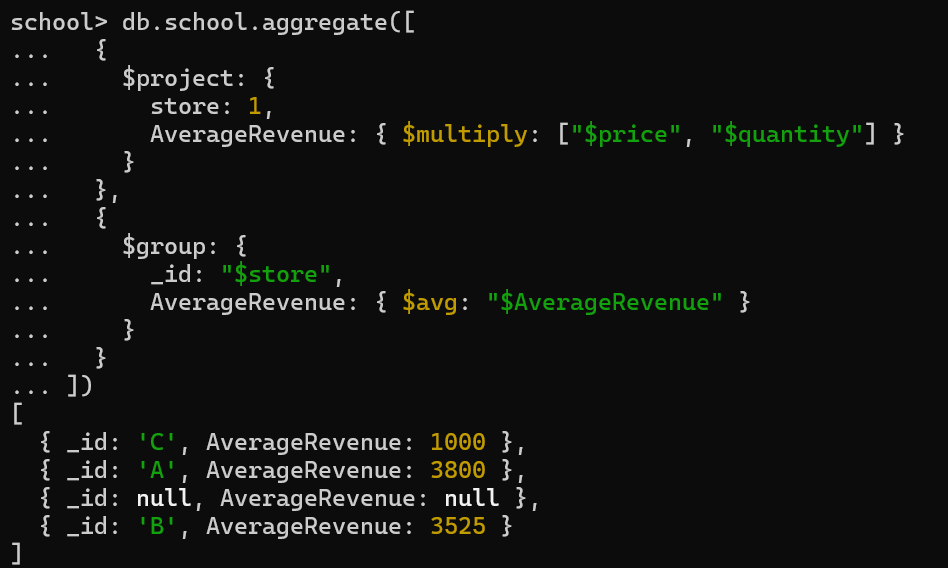 school> db.school.aggregate([
...   {
...     $project: {
...       store: 1,
...       AverageRevenue: { $multiply: ["$price", "$quantity"] }
...     }
...   },
...   {
...     $group: {
...       _id: "$store",
...       AverageRevenue: { $avg: "$AverageRevenue" }
...     }
...   }
... ])
[
  { _id: 'C', AverageRevenue: 1000 },
  { _id: 'A', AverageRevenue: 3800 },
  { _id: null, AverageRevenue: null },
  { _id: 'B', AverageRevenue: 3525 }
]